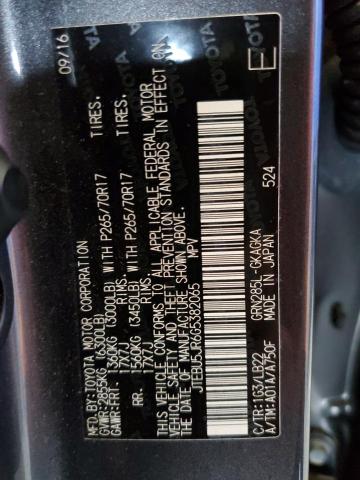 MFD. BY: TOYOTA MOTOR CORPORATION 09/16
GVWR: 2855KG (6300LB)
GAWR: FRT. 1360KG (3000LB) WITH P265/70R17 TIRES,
17X7J RIMS,
RR. 1560KG (3450LB) WITH P265/70R17 TIRES,
17X7J RIMS,
THIS VEHICLE CONFORMS TO ALL APPLICABLE FEDERAL MOTOR
VEHICLE SAFETY AND THEFT PREVENTION STANDARDS IN EFFECT ON
THE DATE OF MANUFACTURE SHOWN ABOVE.
JTEBU5JR6G5382065 MPV
E
C/TR: 1G3/LB22 GRN285L-GKAGKA
A/TM: A01A/A750F MADE IN JAPAN 524
TOYOTA TOYOTA